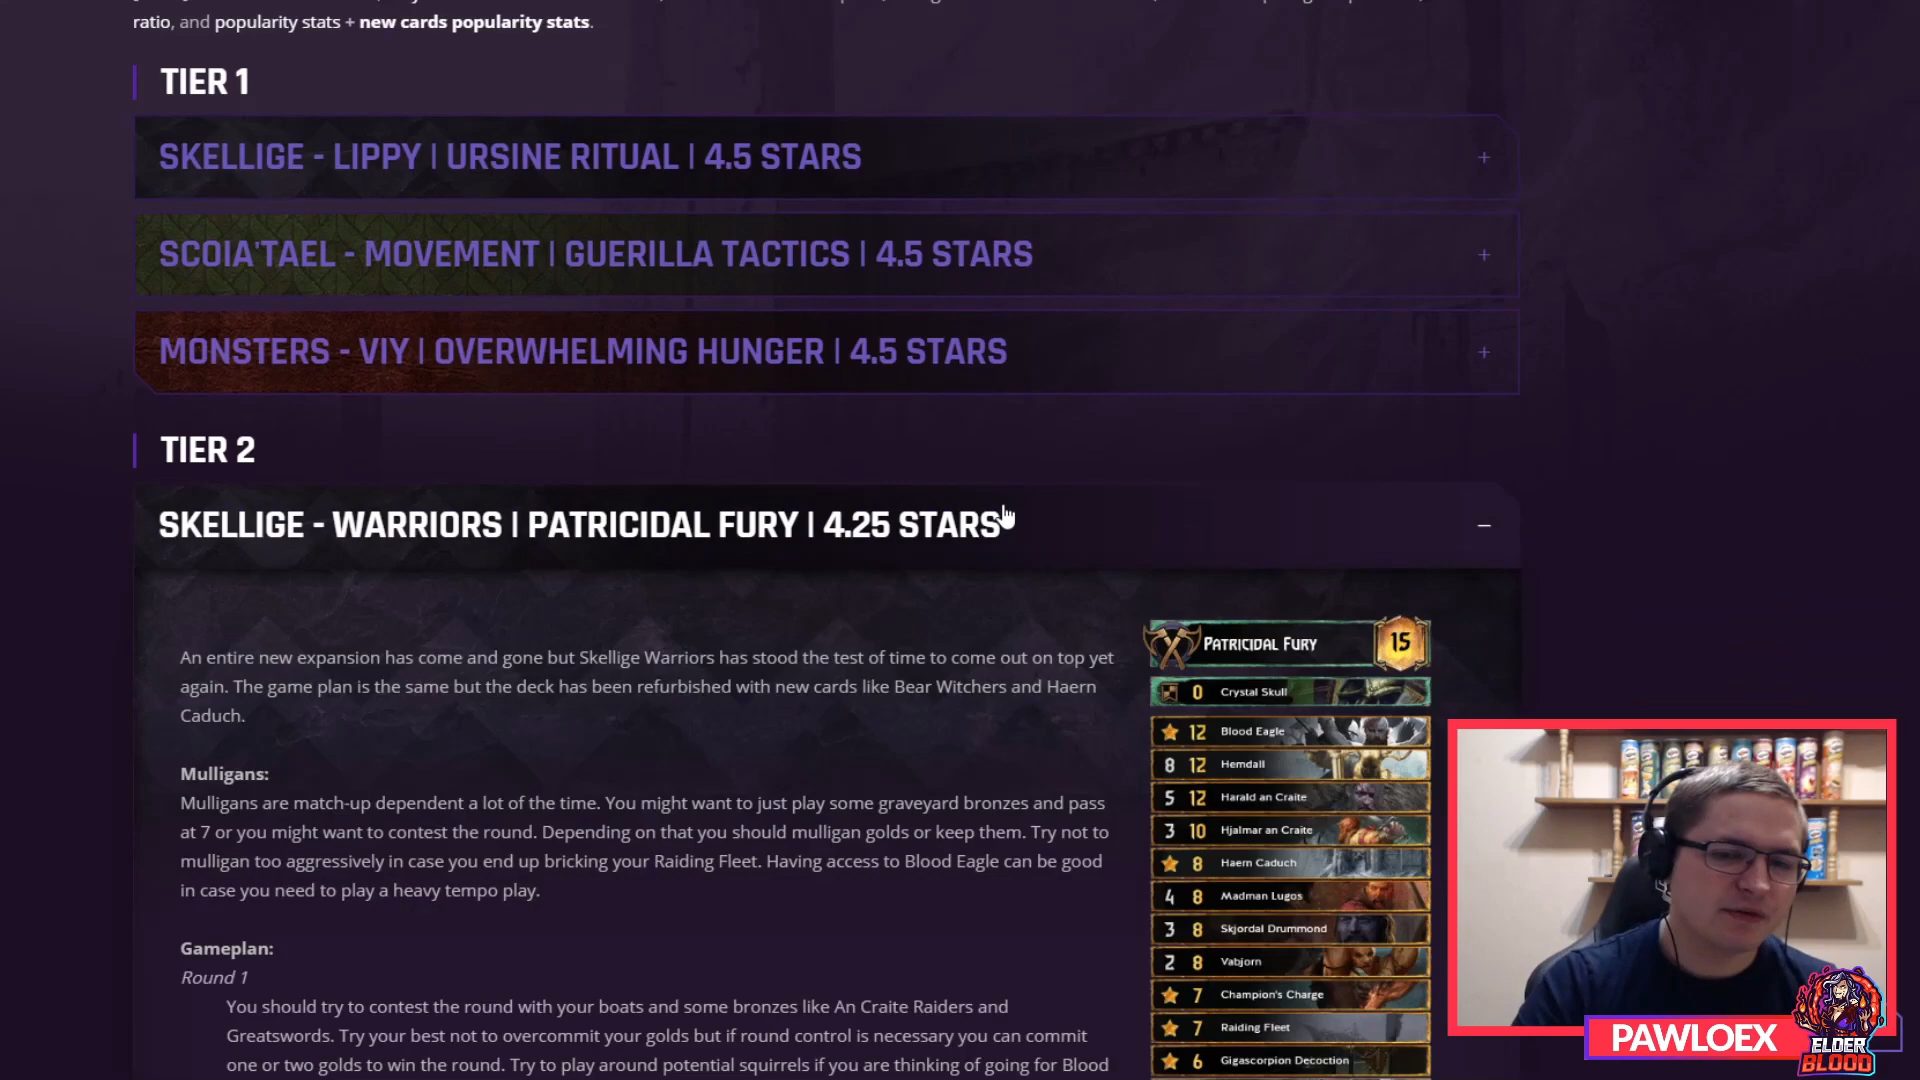 ratio, and popularity stats + new cards popularity stats.
TIER 1
SKELLIGE - LIPPY | URSINE RITUAL | 4.5 STARS
+
SCOIA'TAEL - MOVEMENT | GUERILLA TACTICS | 4.5 STARS
+
MONSTERS - VIY | OVERWHELMING HUNGER | 4.5 STARS
+
TIER 2
SKELLIGE - WARRIORS | PATRICIDAL FURY | 4.25 STARS
−
An entire new expansion has come and gone but Skellige Warriors has stood the test of time to come out on top yet
again. The game plan is the same but the deck has been refurbished with new cards like Bear Witchers and Haern
Caduch.
Mulligans:
Mulligans are match-up dependent a lot of the time. You might want to just play some graveyard bronzes and pass
at 7 or you might want to contest the round. Depending on that you should mulligan golds or keep them. Try not to
mulligan too aggressively in case you end up bricking your Raiding Fleet. Having access to Blood Eagle can be good
in case you need to play a heavy tempo play.
Gameplan:
Round 1
You should try to contest the round with your boats and some bronzes like An Craite Raiders and
Greatswords. Try your best not to overcommit your golds but if round control is necessary you can commit
one or two golds to win the round. Try to play around potential squirrels if you are thinking of going for Blood
PATRICIDAL FURY 15
0 Crystal Skull
12 Blood Eagle
8 12 Hemdall
5 12 Harald an Craite
3 10 Hjalmar an Craite
8 Haern Caduch
4 8 Madman Lugos
3 8 Skjordal Drummond
2 8 Vabjorn
7 Champion's Charge
7 Raiding Fleet
6 Gigascorpion Decoction
PAWLOEX
ELDER
BLOOD